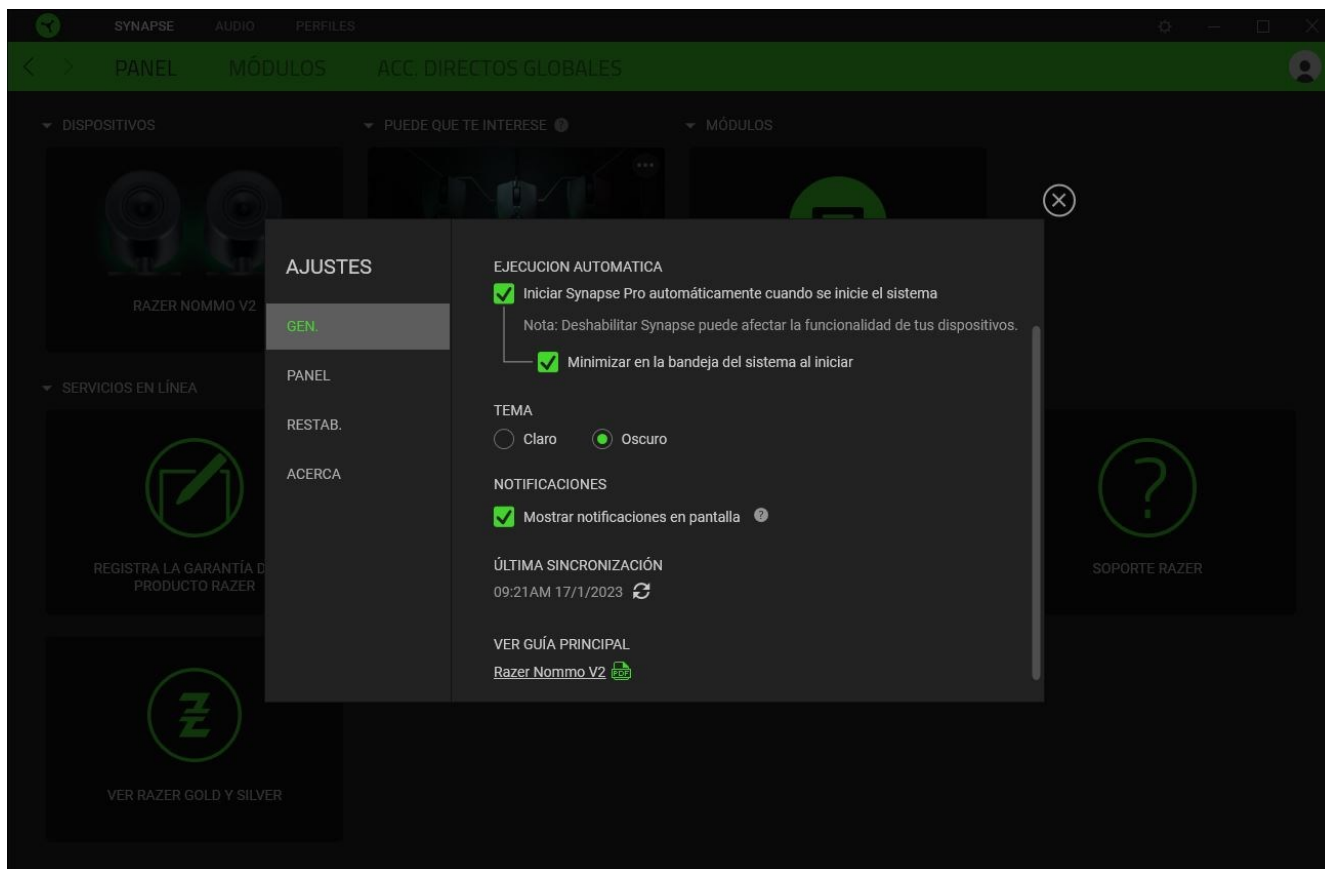 SYNAPSE AUDIO PERFILES
PANEL MÓDULOS ACC. DIRECTOS GLOBALES
DISPOSITIVOS
PUEDE QUE TE INTERESE ?
MÓDULOS
RAZER NOMMO V2
SERVICIOS EN LÍNEA
REGISTRA LA GARANTÍA D
PRODUCTO RAZER
SOPORTE RAZER
VER RAZER GOLD Y SILVER
AJUSTES
GEN.
PANEL
RESTAB.
ACERCA
EJECUCION AUTOMATICA
Iniciar Synapse Pro automáticamente cuando se inicie el sistema
Nota: Deshabilitar Synapse puede afectar la funcionalidad de tus dispositivos.
Minimizar en la bandeja del sistema al iniciar
TEMA
Claro Oscuro
NOTIFICACIONES
Mostrar notificaciones en pantalla ?
ÚLTIMA SINCRONIZACIÓN
09:21AM 17/1/2023
VER GUÍA PRINCIPAL
Razer Nommo V2 PDF